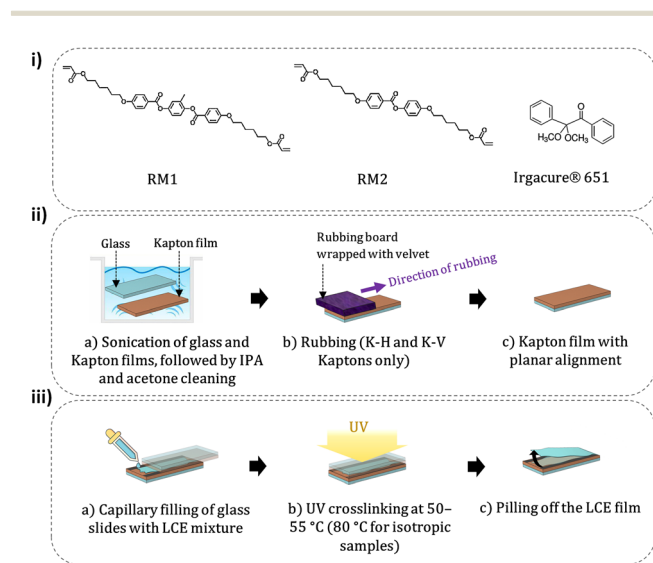 i)
O
O
O
O
O
O
O
O
O
O
RM1
O
O
O
O
O
O
O
O
RM2
O
H₃CO
OCH₃
Irgacure® 651
ii)
Glass
Kapton film
a) Sonication of glass and
Kapton films, followed by IPA
and acetone cleaning
Rubbing board
wrapped with velvet
Direction of rubbing
b) Rubbing (K-H and K-V
Kaptons only)
c) Kapton film with
planar alignment
iii)
a) Capillary filling of glass
slides with LCE mixture
UV
b) UV crosslinking at 50–
55 °C (80 °C for isotropic
samples)
c) Pilling off the LCE film